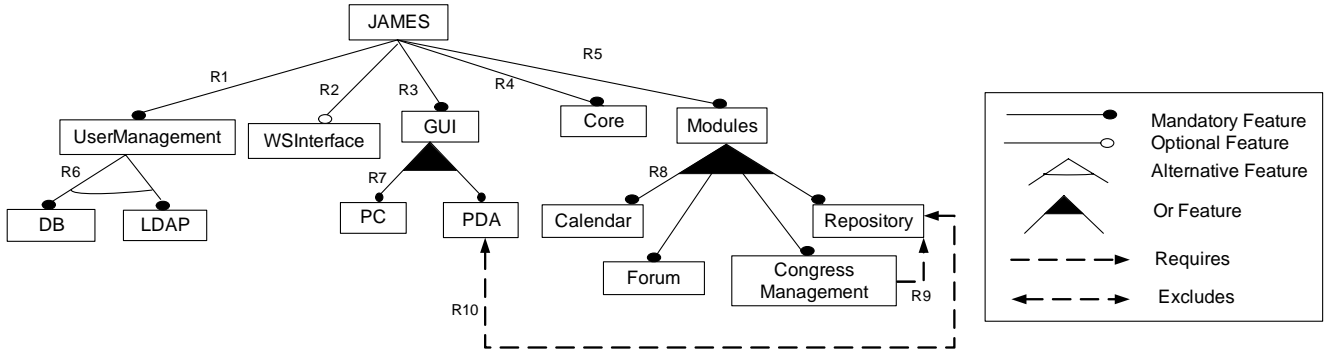 JAMES
R1
R2
R3
R4
R5
UserManagement
WSInterface
GUI
Core
Modules
R6
R7
R8
DB
LDAP
PC
PDA
Calendar
Repository
Forum
Congress
Management
R9
R10
Mandatory Feature
Optional Feature
Alternative Feature
Or Feature
Requires
Excludes